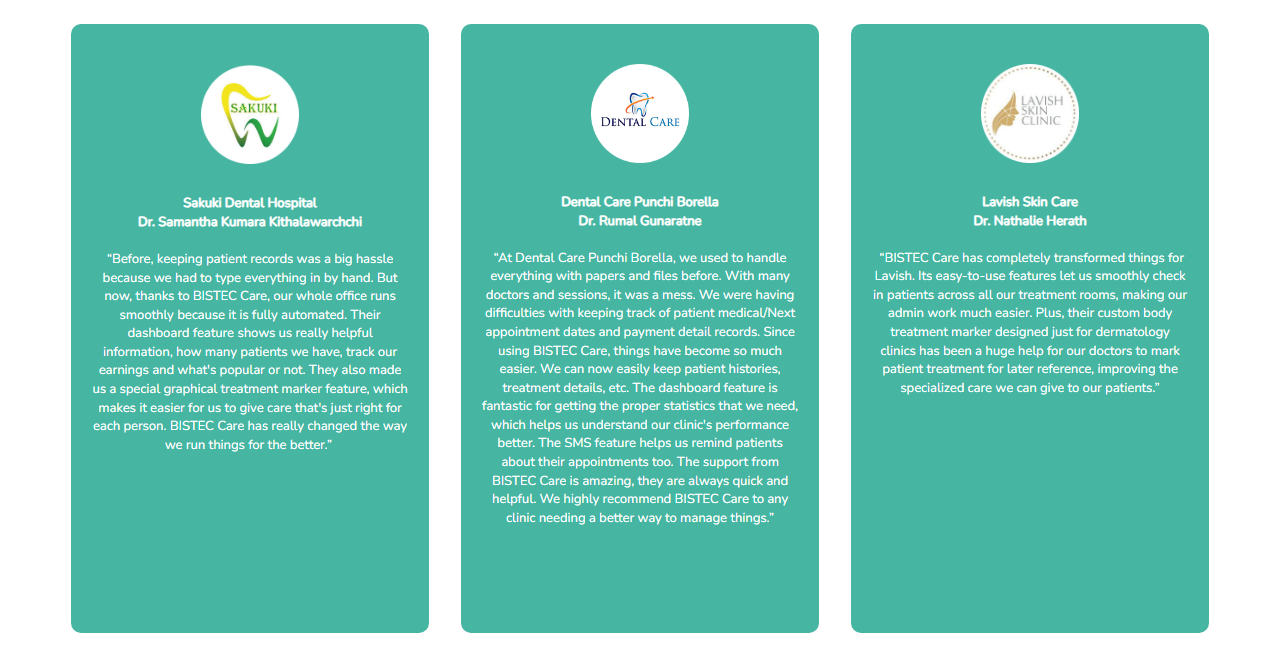 SAKUKI
Sakuki Dental Hospital
Dr. Samantha Kumara Kithalawarchchi
“Before, keeping patient records was a big hassle
because we had to type everything in by hand. But
now, thanks to BISTEC Care, our whole office runs
smoothly because it is fully automated. Their
dashboard feature shows us really helpful
information, how many patients we have, track our
earnings and what's popular or not. They also made
us a special graphical treatment marker feature, which
makes it easier for us to give care that's just right for
each person. BISTEC Care has really changed the way
we run things for the better.”
DENTAL CARE
Dental Care Punchi Borella
Dr. Rumal Gunaratne
“At Dental Care Punchi Borella, we used to handle
everything with papers and files before. With many
doctors and sessions, it was a mess. We were having
difficulties with keeping track of patient medical/Next
appointment dates and payment detail records. Since
using BISTEC Care, things have become so much
easier. We can now easily keep patient histories,
treatment details, etc. The dashboard feature is
fantastic for getting the proper statistics that we need,
which helps us understand our clinic's performance
better. The SMS feature helps us remind patients
about their appointments too. The support from
BISTEC Care is amazing, they are always quick and
helpful. We highly recommend BISTEC Care to any
clinic needing a better way to manage things.”
LAVISH
SKIN
CLINIC
Lavish Skin Care
Dr. Nathalie Herath
“BISTEC Care has completely transformed things for
Lavish. Its easy-to-use features let us smoothly check
in patients across all our treatment rooms, making our
admin work much easier. Plus, their custom body
treatment marker designed just for dermatology
clinics has been a huge help for our doctors to mark
patient treatment for later reference, improving the
specialized care we can give to our patients.”